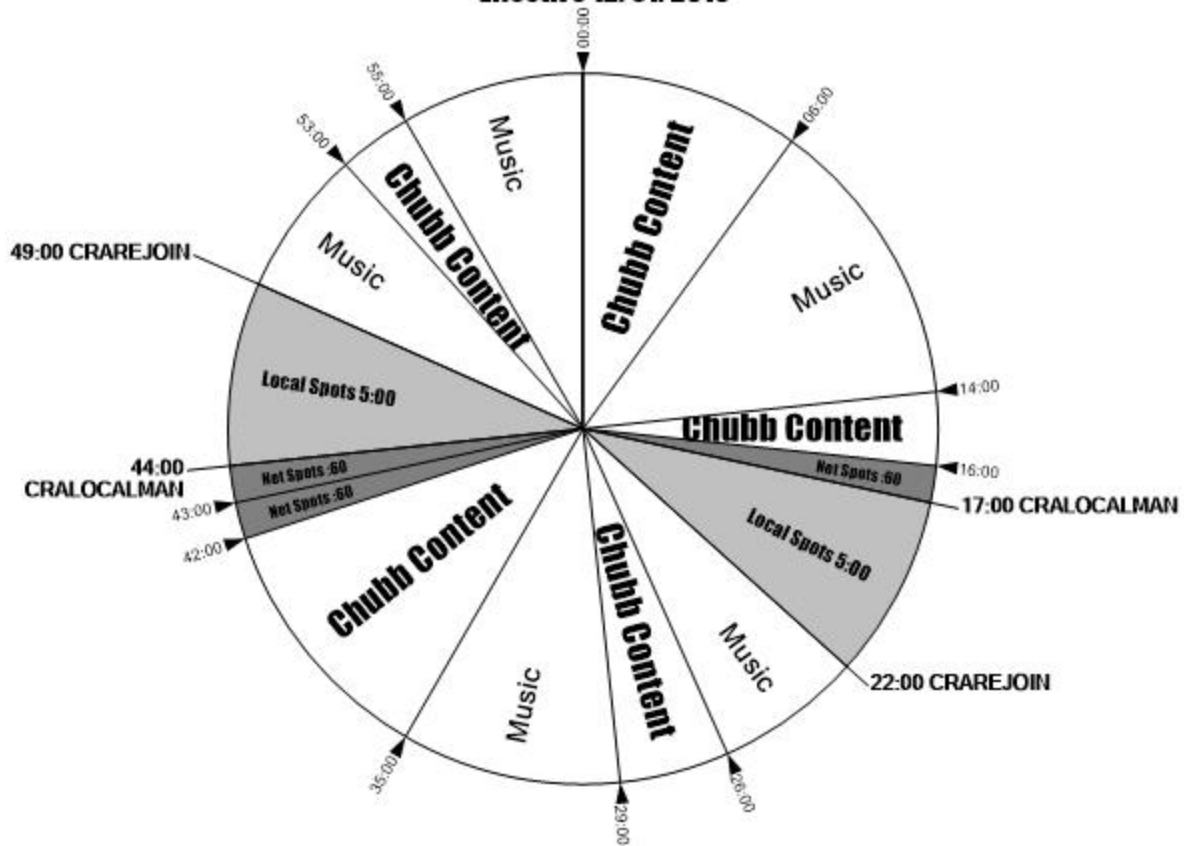 00:00
06:00
Chubb Content
Music
14:00
Chubb Content
16:00
Net Spots :60
17:00 CRALOCALMAN
Local Spots 5:00
22:00 CRAREJOIN
Music
26:00
Chubb Content
29:00
Music
35:00
Chubb Content
42:00
Net Spots :60
43:00
Net Spots :60
44:00
CRALOCALMAN
Local Spots 5:00
49:00 CRAREJOIN
Music
53:00
Chubb Content
55:00
Music